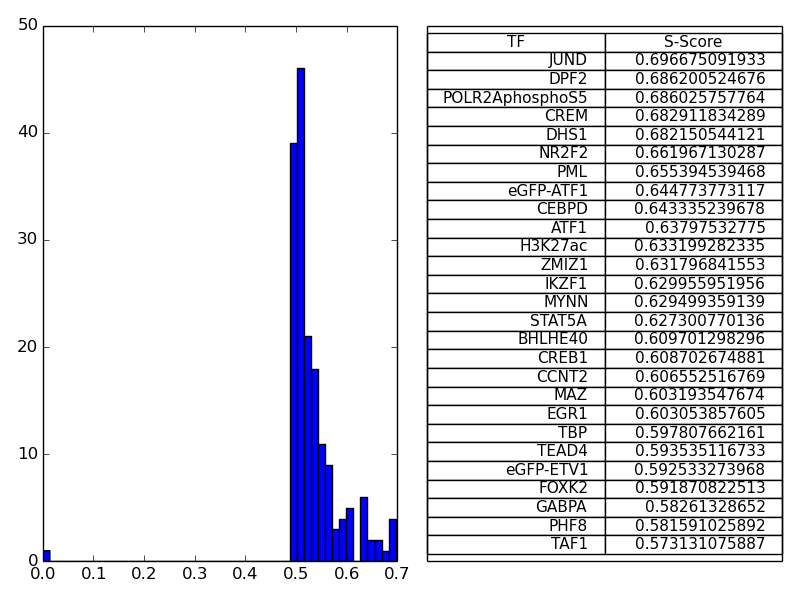 50
40
30
20
10
0
0.0 0.1 0.2 0.3 0.4 0.5 0.6 0.7
TF S-Score
JUND 0.696675091933
DPF2 0.686200524676
POLR2AphosphoS5 0.686025757764
CREM 0.682911834289
DHS1 0.682150544121
NR2F2 0.661967130287
PML 0.655394539468
eGFP-ATF1 0.644773773117
CEBPD 0.643335239678
ATF1 0.63797532775
H3K27ac 0.633199282335
ZMIZ1 0.631796841553
IKZF1 0.629955951956
MYNN 0.629499359139
STAT5A 0.627300770136
BHLHE40 0.609701298296
CREB1 0.608702674881
CCNT2 0.606552516769
MAZ 0.603193547674
EGR1 0.603053857605
TBP 0.597807662161
TEAD4 0.593535116733
eGFP-ETV1 0.592533273968
FOXK2 0.591870822513
GABPA 0.58261328652
PHF8 0.581591025892
TAF1 0.573131075887